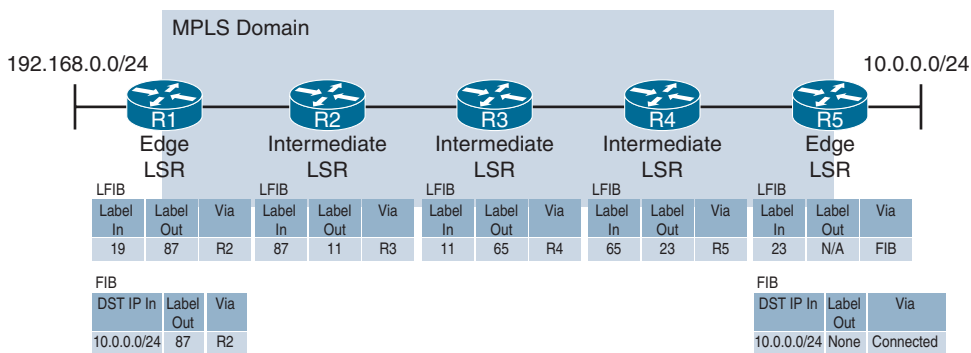 MPLS Domain
192.168.0.0/24
10.0.0.0/24
R1 R2 R3 R4 R5
Edge LSR
Intermediate LSR
Intermediate LSR
Intermediate LSR
Edge LSR
LFIB
Label In Label Out Via
19 87 R2
LFIB
Label In Label Out Via
87 11 R3
LFIB
Label In Label Out Via
11 65 R4
LFIB
Label In Label Out Via
65 23 R5
LFIB
Label In Label Out Via
23 N/A FIB
FIB
DST IP In Label Out Via
10.0.0.0/24 87 R2
FIB
DST IP In Label Out Via
10.0.0.0/24 None Connected